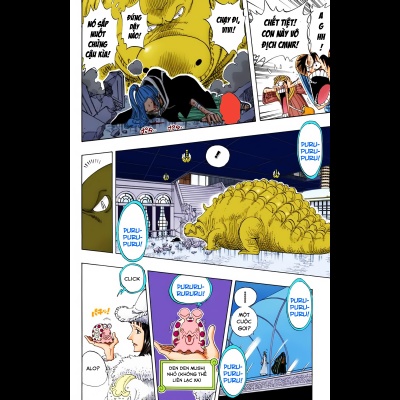 AGHH!
CHẾT TIỆT!
CON NÀY VÔ
ĐỊCH CMNR!
CHẠY ĐI,
VIVI!
ĐỨNG
DẬY
NÀO!
NÓ SẮP
NUỐT
CHỬNG
CẬU KÌA!
PURU-
PURU-
PURU!
!
PURU-
PURU-
PURU!
PURU-
PURU-
PURU!
MỘT
CUỘC
GỌI?
PURU-
PURU-
PURU!
PURURU-
RURURU!
DEN DEN MUSHI
NHỎ (KHÔNG THỂ
LIÊN LẠC XA)
CLICK
ALO?